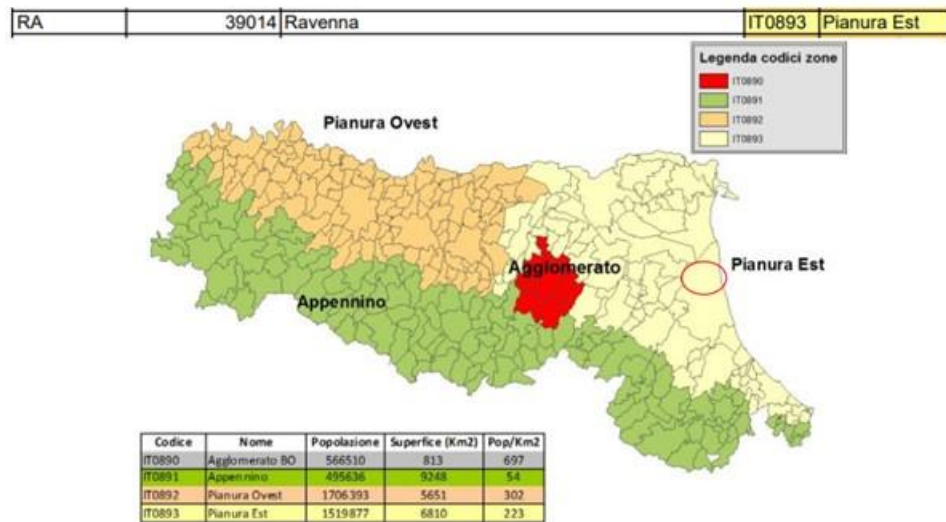 RA 39014 Ravenna IT0893 Pianura Est
Legenda codici zone
IT0890
IT0891
IT0892
IT0893
Pianura Ovest
Agglomerato
Pianura Est
Appennino
Codice Nome Popolazione Superfice (Km2) Pop/Km2
IT0890 Agglomerato BO 566510 813 697
IT0891 Appennino 495636 9248 54
IT0892 Pianura Ovest 1706393 5651 302
IT0893 Pianura Est 1519877 6810 223